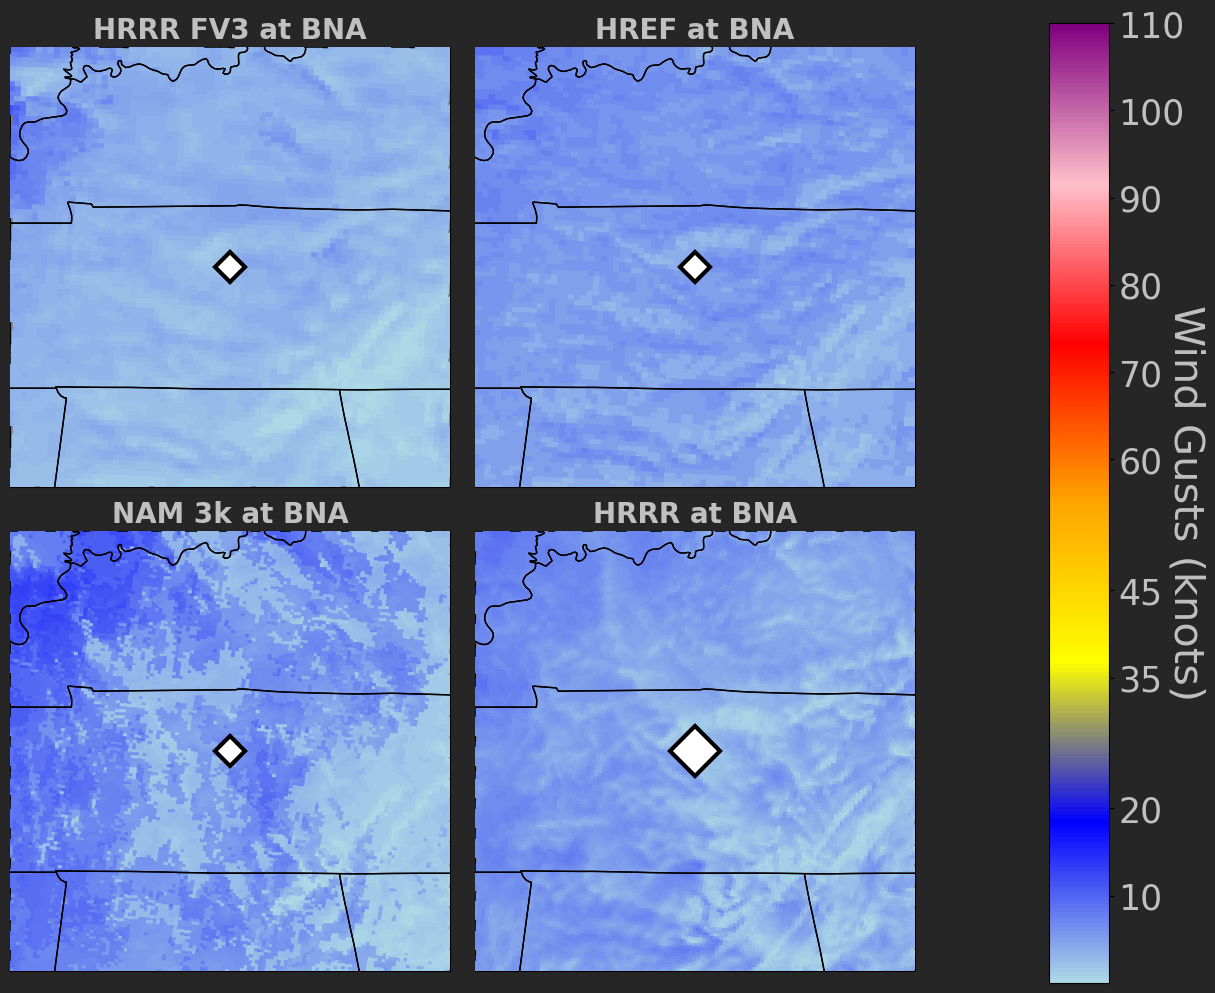 HRRR FV3 at BNA
HREF at BNA
NAM 3k at BNA
HRRR at BNA
110
100
90
80
70
60
45
35
20
10
Wind Gusts (knots)